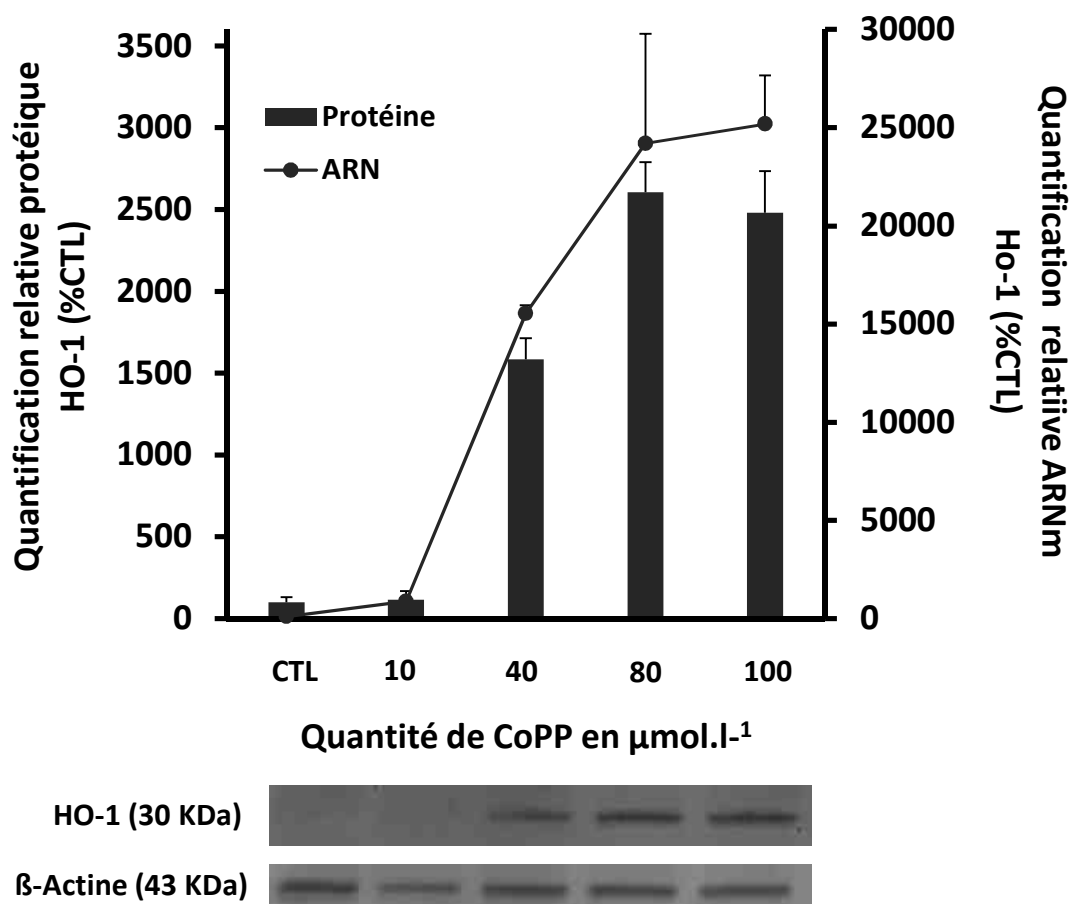 Quantification relative protéique
HO-1 (%CTL)
3500
3000
2500
2000
1500
1000
500
0
Protéine
ARN
30000
25000
20000
15000
10000
5000
0
Quantification relatiive ARNm
Ho-1 (%CTL)
CTL 10 40 80 100
Quantité de CoPP en µmol.l-¹
HO-1 (30 KDa)
ß-Actine (43 KDa)